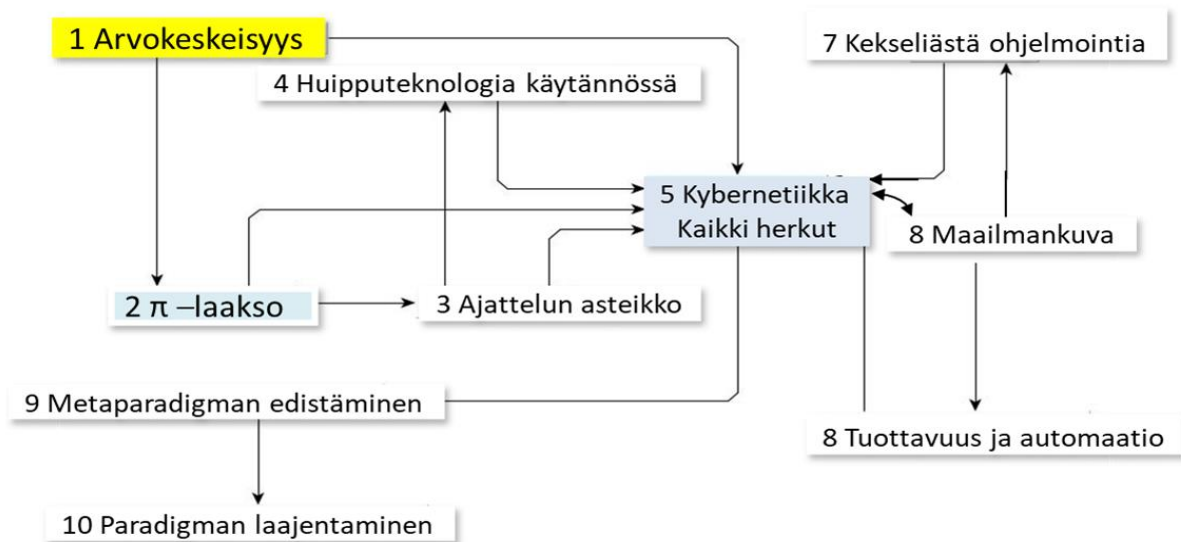 1 Arvokeskeisyys
7 Kekseliästä ohjelmointia
4 Huipputeknologia käytännössä
5 Kybernetiikka
Kaikki herkut
8 Maailmankuva
2 π –laakso
3 Ajattelun asteikko
9 Metaparadigman edistäminen
8 Tuottavuus ja automaatio
10 Paradigman laajentaminen